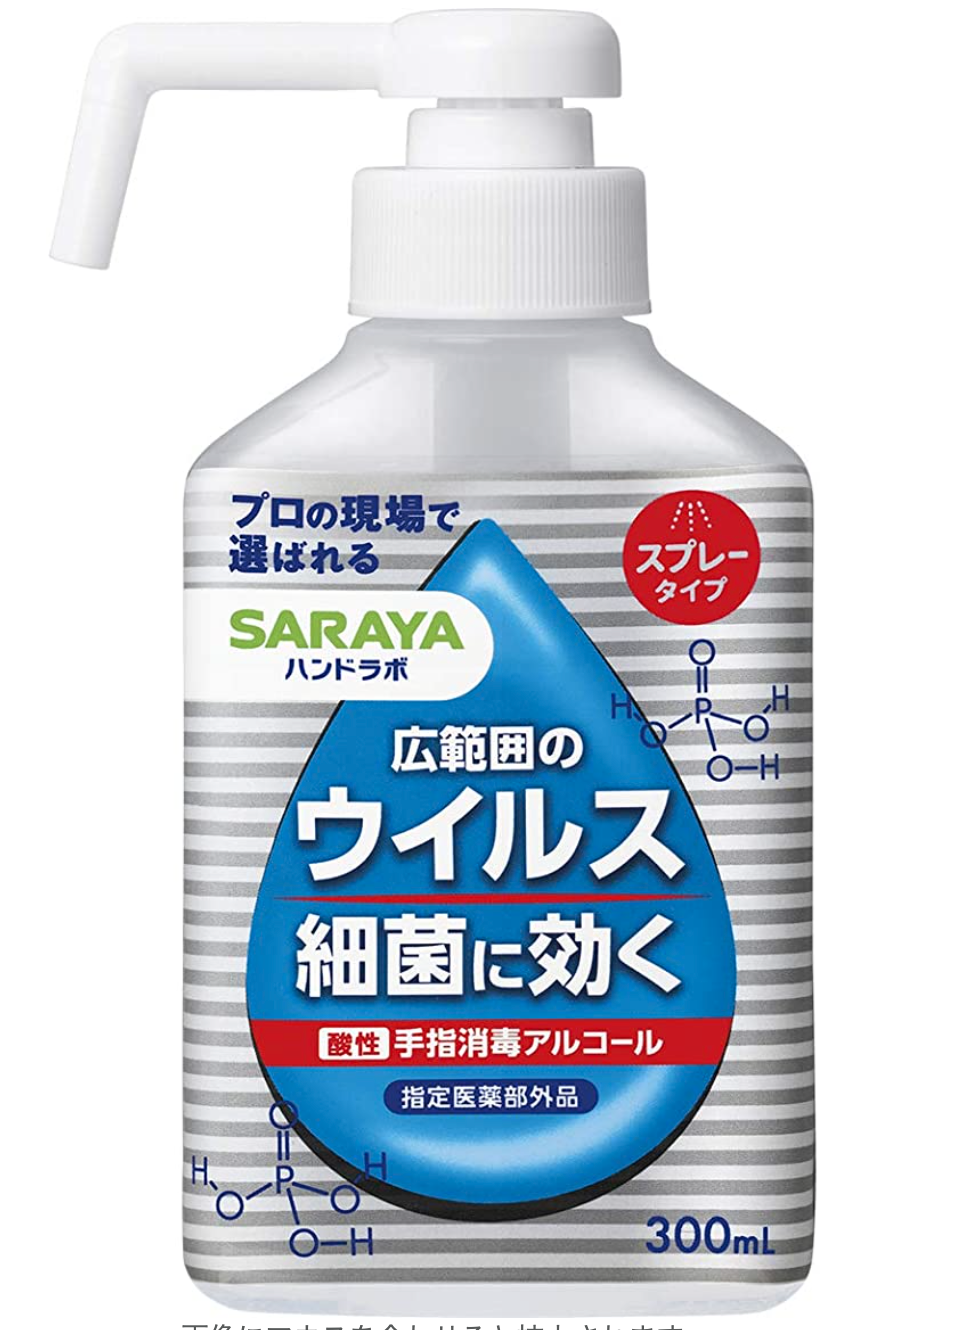 プロの現場で
選ばれる
スプレー
タイプ
SARAYA
ハンドラボ
O
H
P
H
O
O
O-H
広範囲の
ウイルス
細菌に効く
酸性 手指消毒アルコール
指定医薬部外品
O
H
P
H
O
O
O-H
300mL